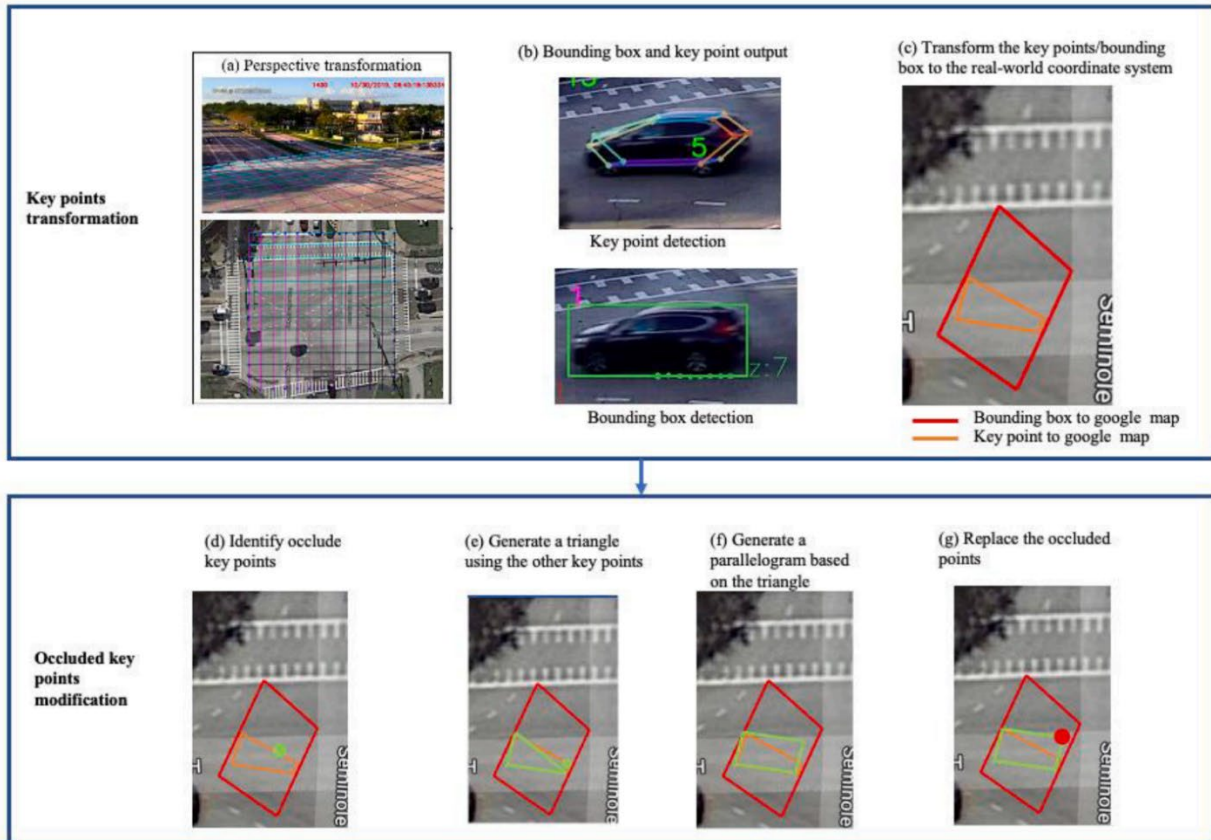 (a) Perspective transformation
(b) Bounding box and key point output
(c) Transform the key points/bounding
box to the real-world coordinate system
1430
5
Key points
transformation
Key point detection
1
z:7
Seminole
Bounding box detection
Bounding box to google map
Key point to google map
(d) Identify occlude
key points
(e) Generate a triangle
using the other key points
(f) Generate a
parallelogram based
on the triangle
(g) Replace the occluded
points
Occluded key
points
modification
Seminole
Seminole
Seminole
Seminole